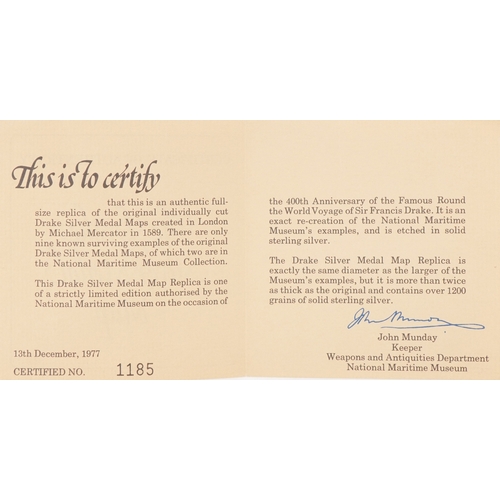 This is to certify
that this is an authentic full-
size replica of the original individually cut
Drake Silver Medal Maps created in London
by Michael Mercator in 1589. There are only
nine known surviving examples of the original
Drake Silver Medal Maps, of which two are in
the National Maritime Museum Collection.
This Drake Silver Medal Map Replica is one
of a strictly limited edition authorised by the
National Maritime Museum on the occasion of
13th December, 1977
CERTIFIED NO. 1185
the 400th Anniversary of the Famous Round
the World Voyage of Sir Francis Drake. It is an
exact re-creation of the National Maritime
Museum's examples, and is etched in solid
sterling silver.
The Drake Silver Medal Map Replica is
exactly the same diameter as the larger of the
Museum's examples, but it is more than twice
as thick as the original and contains over 1200
grains of solid sterling silver.
John Munday
John Munday
Keeper
Weapons and Antiquities Department
National Maritime Museum